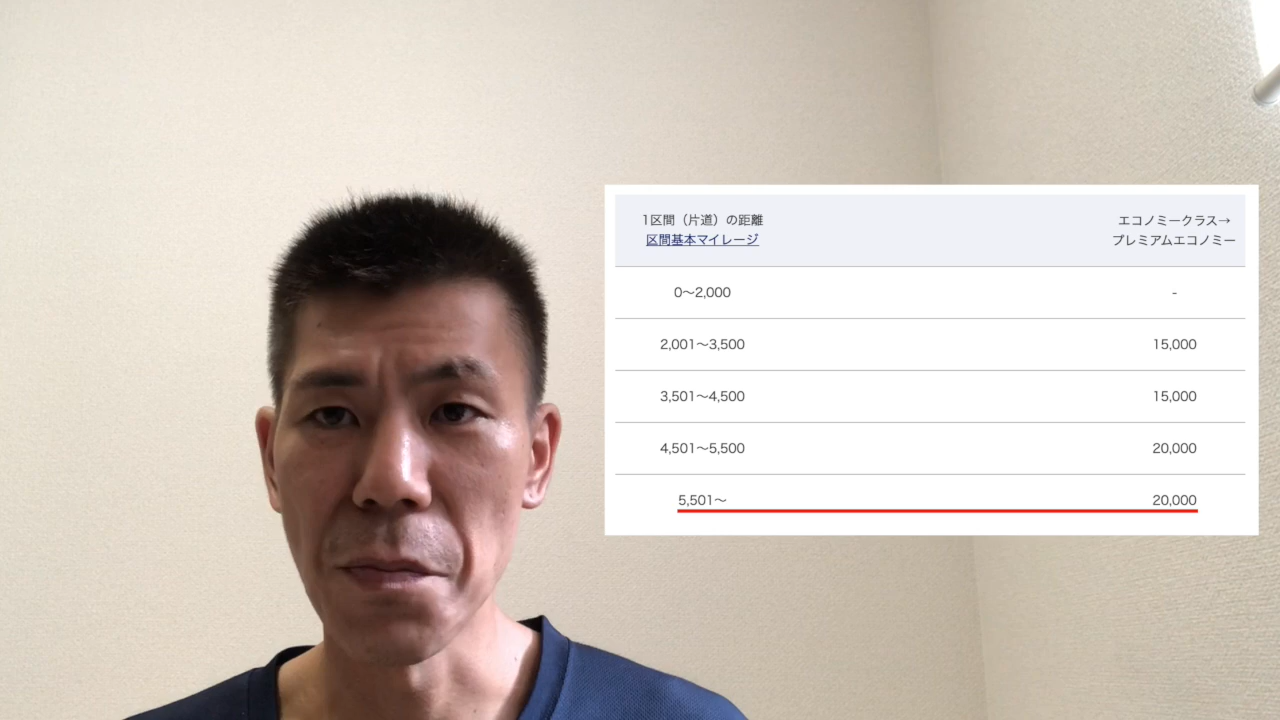 1区間（片道）の距離
区間基本マイレージ
エコノミークラス→
プレミアムエコノミー
0〜2,000 -
2,001〜3,500 15,000
3,501〜4,500 15,000
4,501〜5,500 20,000
5,501〜 20,000